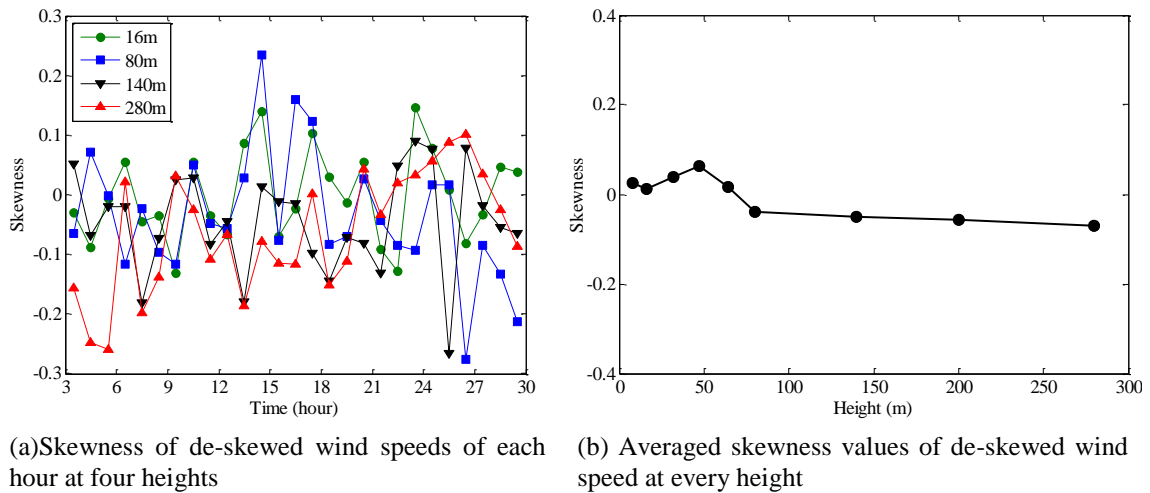 0.3
0.2
0.1
0
-0.1
-0.2
-0.3
Skewness
16m
80m
140m
280m
3 6 9 12 15 18 21 24 27 30
Time (hour)
0.4
0.2
0
-0.2
-0.4
Skewness
0 50 100 150 200 250 300
Height (m)
(a)Skewness of de-skewed wind speeds of each
hour at four heights
(b) Averaged skewness values of de-skewed wind
speed at every height